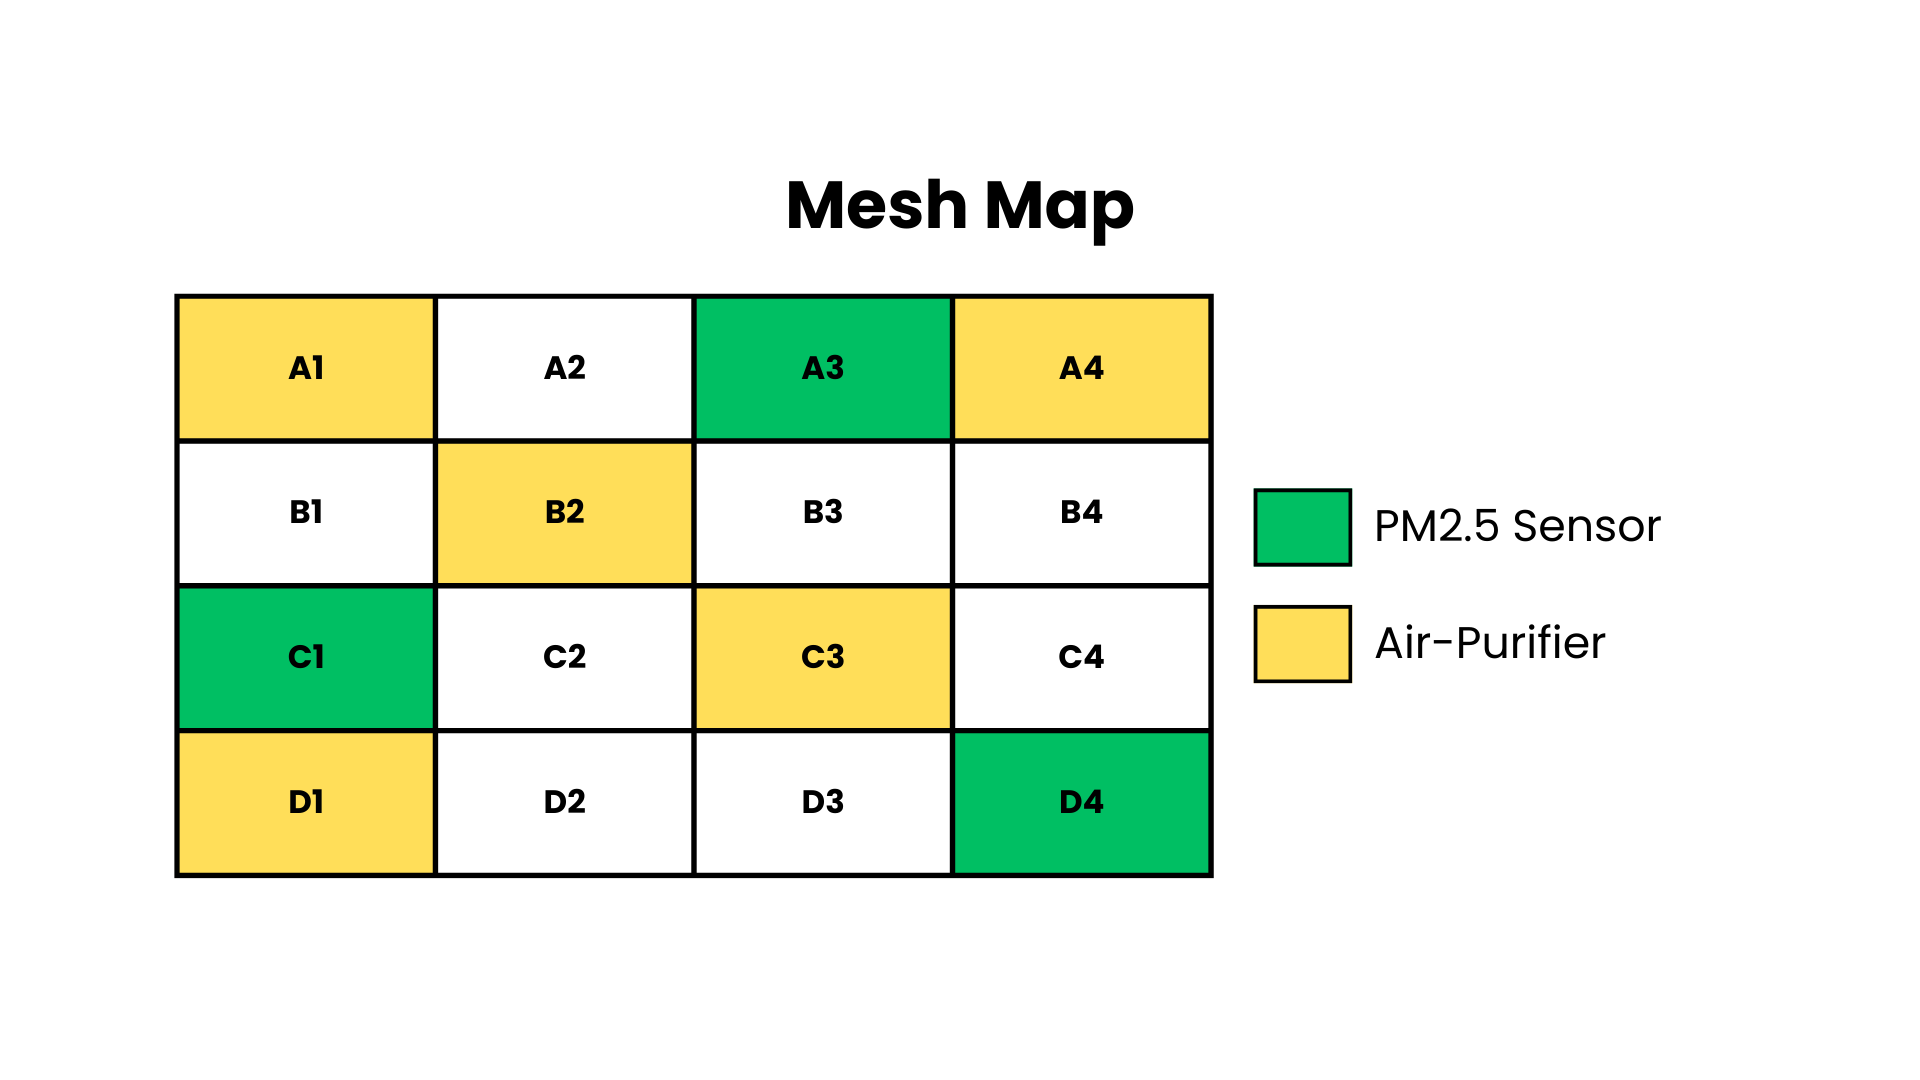 Mesh Map
A1 A2 A3 A4
B1 B2 B3 B4
C1 C2 C3 C4
D1 D2 D3 D4
PM2.5 Sensor
Air-Purifier